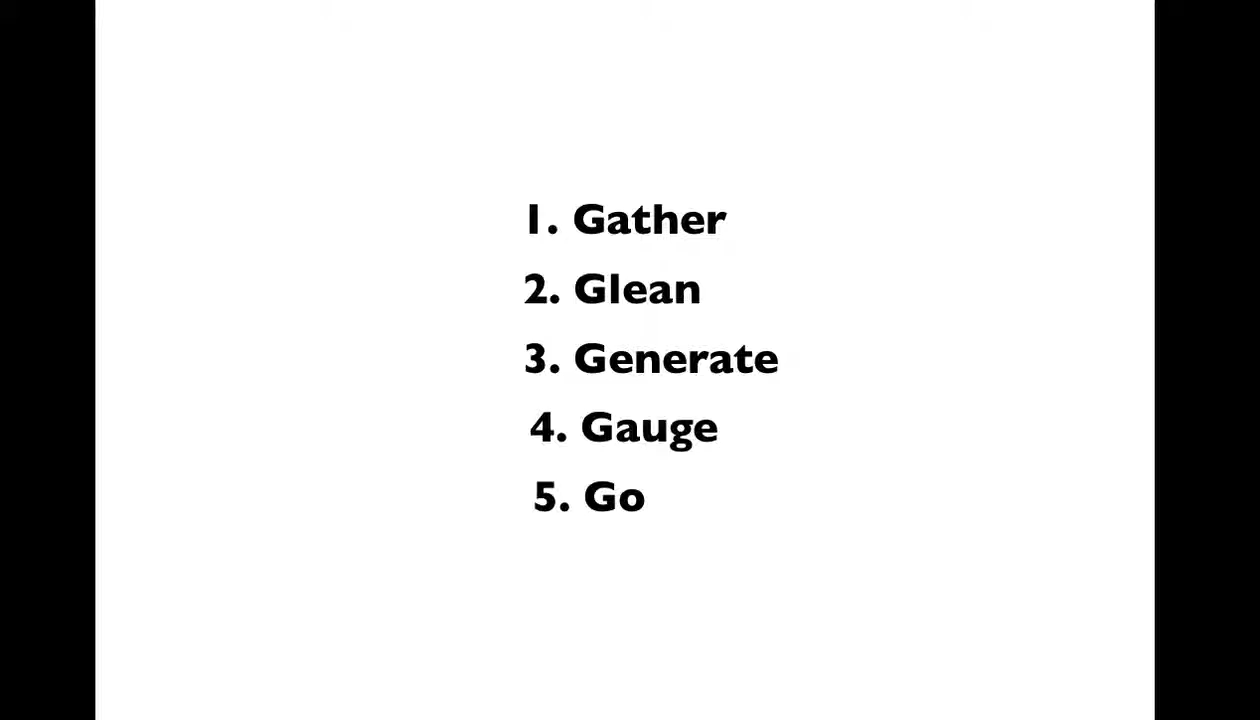 1. Gather
2. Glean
3. Generate
4. Gauge
5. Go